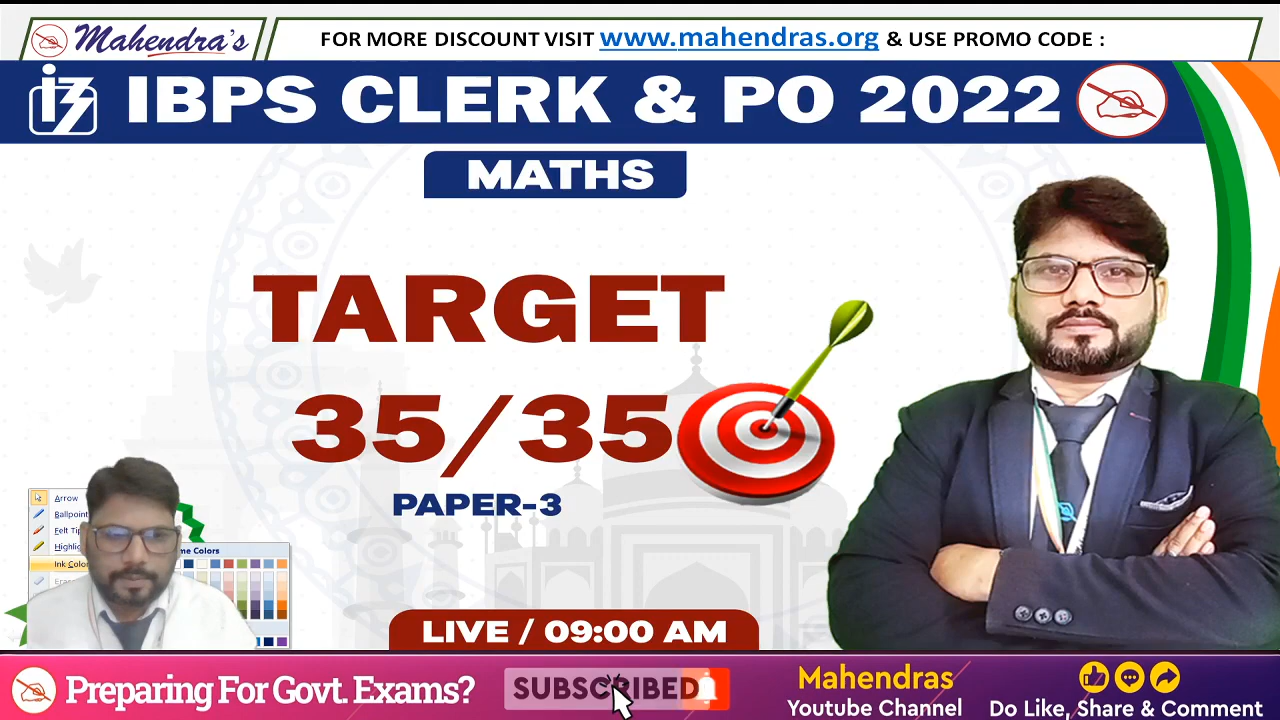 Mahendra's
FOR MORE DISCOUNT VISIT www.mahendras.org & USE PROMO CODE :
IBPS CLERK & PO 2022
MATHS
TARGET
35/35
PAPER-3
Arrow
Ballpoint
Felt Tip
me Colors
Ink Color
LIVE / 09:00 AM
Preparing For Govt. Exams?
SUBSCRIBED
Mahendras
Youtube Channel
Do Like, Share & Comment